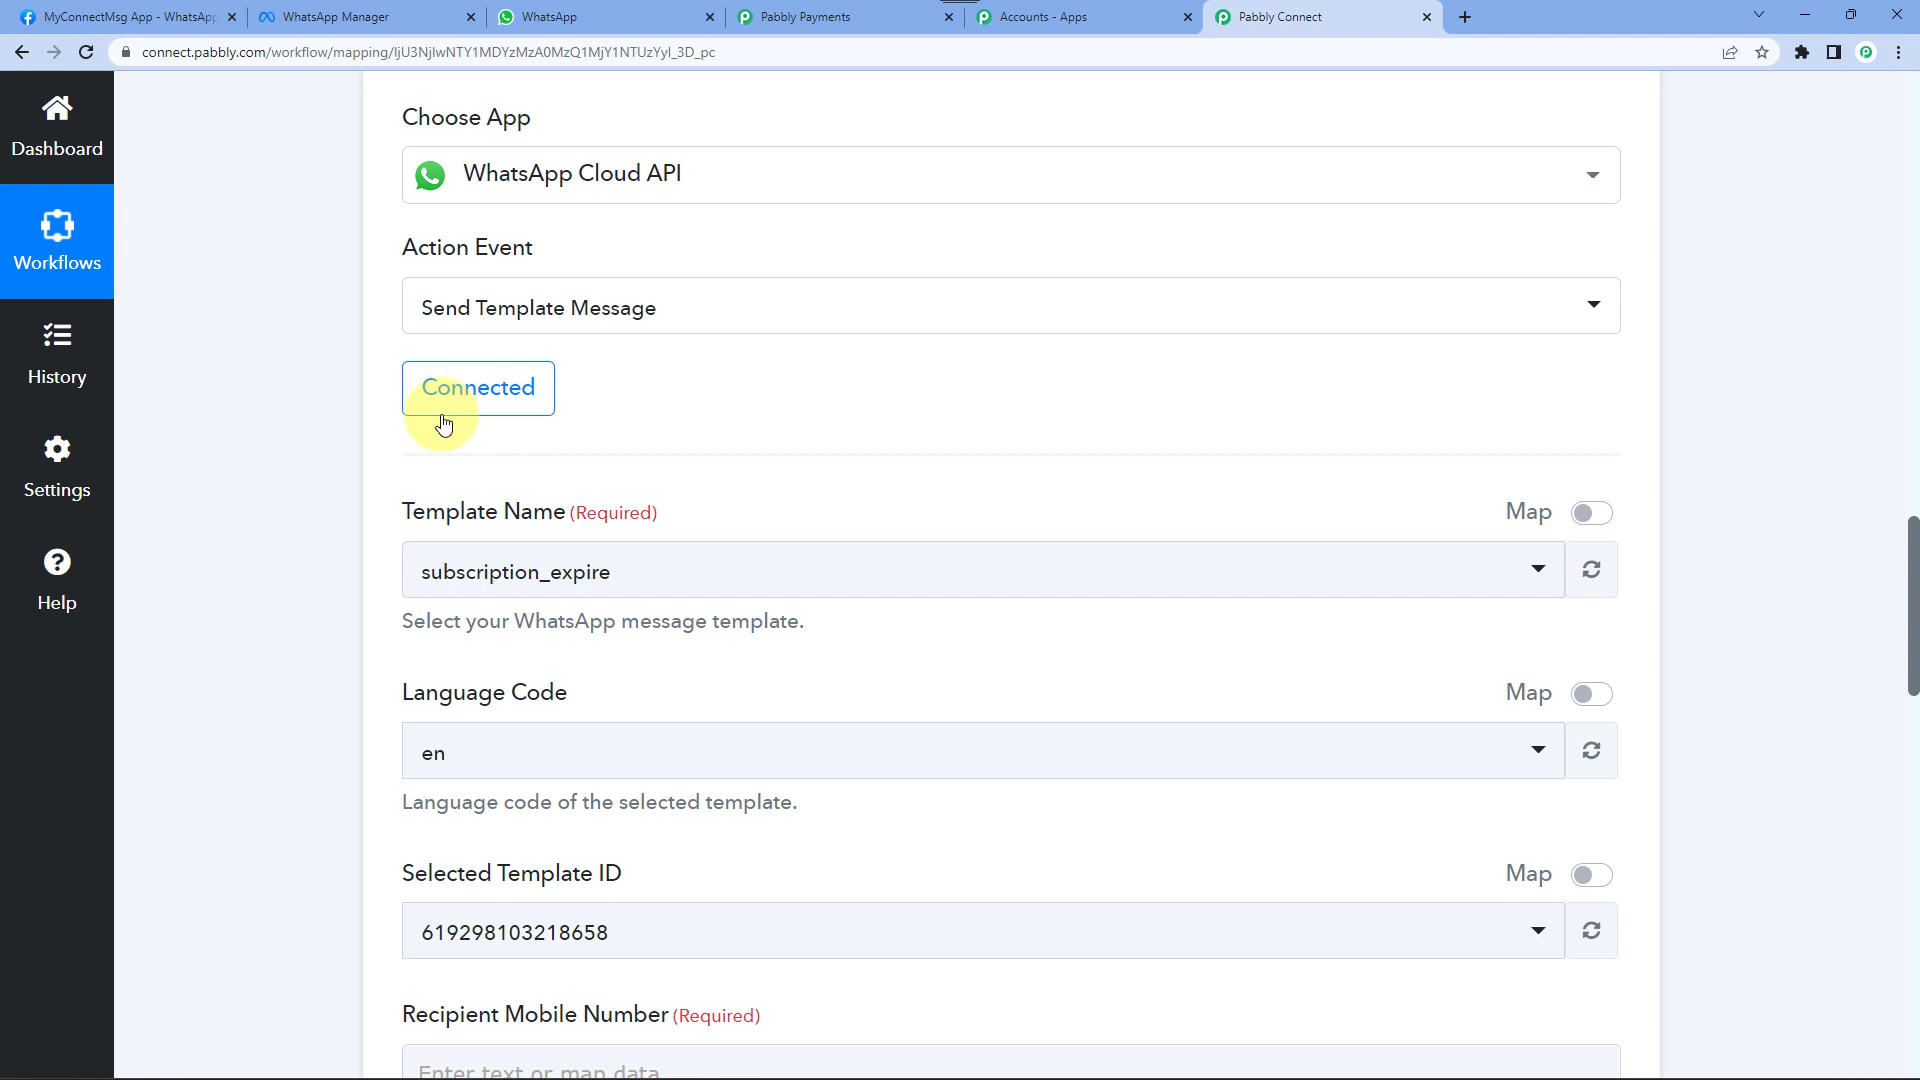 MyConnectMsg App - WhatsApp
WhatsApp Manager
WhatsApp
Pabbly Payments
Accounts - Apps
Pabbly Connect
connect.pabbly.com/workflow/mapping/IjU3NjIwNTY1MDYzMzA0MzQ1MjY1NTUzYyI_3D_pc
Dashboard
Workflows
History
Settings
Help
Choose App
WhatsApp Cloud API
Action Event
Send Template Message
Connected
Template Name (Required)
Map
subscription_expire
Select your WhatsApp message template.
Language Code
Map
en
Language code of the selected template.
Selected Template ID
Map
619298103218658
Recipient Mobile Number (Required)
Enter text or map data